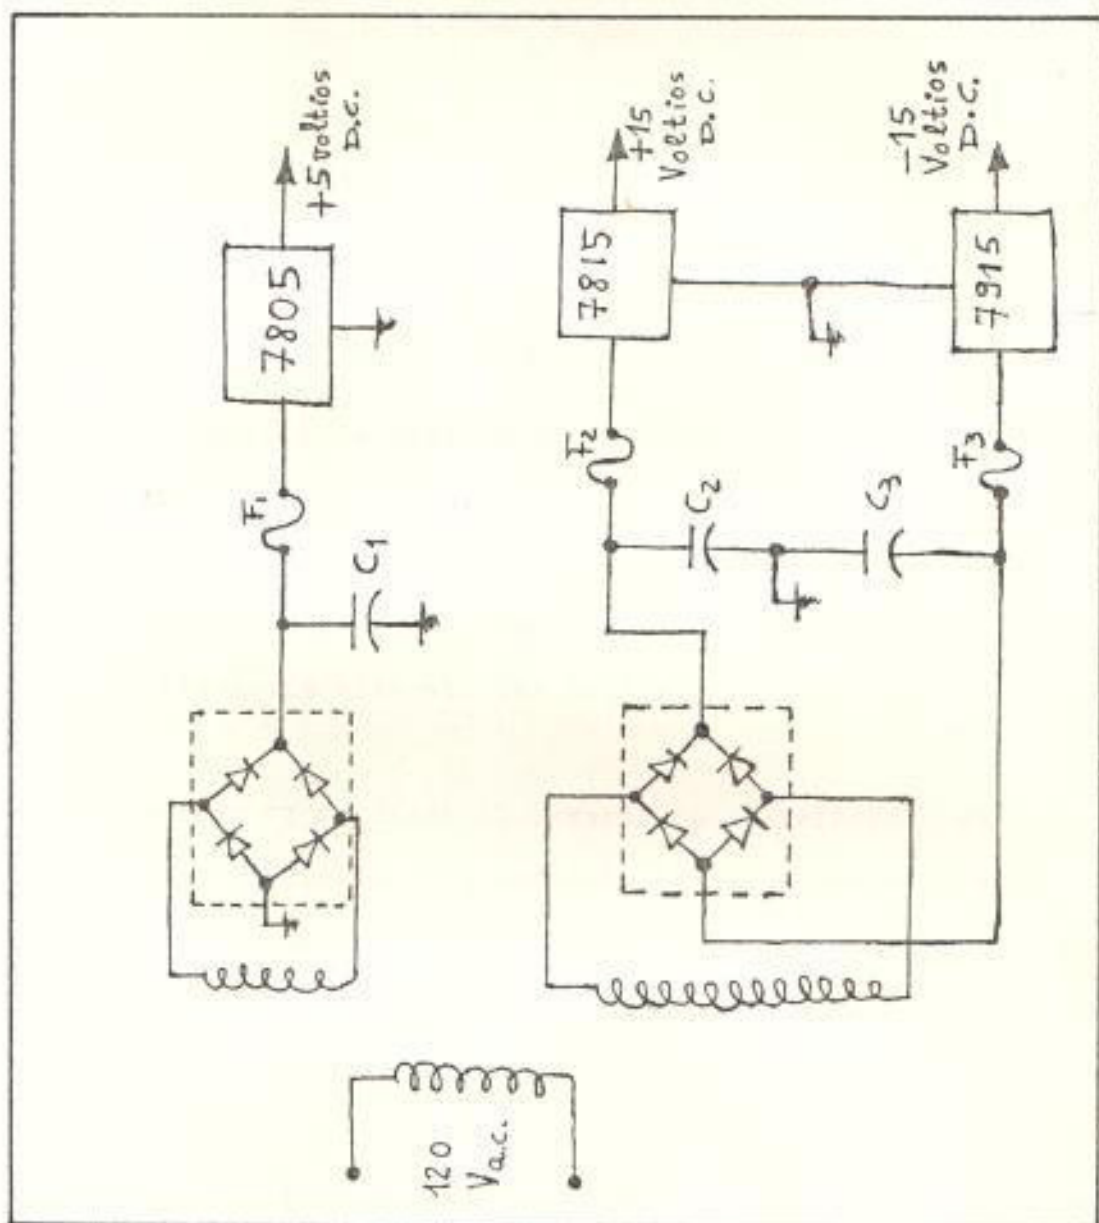 +5 voltios
D.C.
7805
F1
C1
+15
Voltios
D.C.
7815
F2
C2
-15
Voltios
D.C.
7915
F3
C3
120
Va.c.